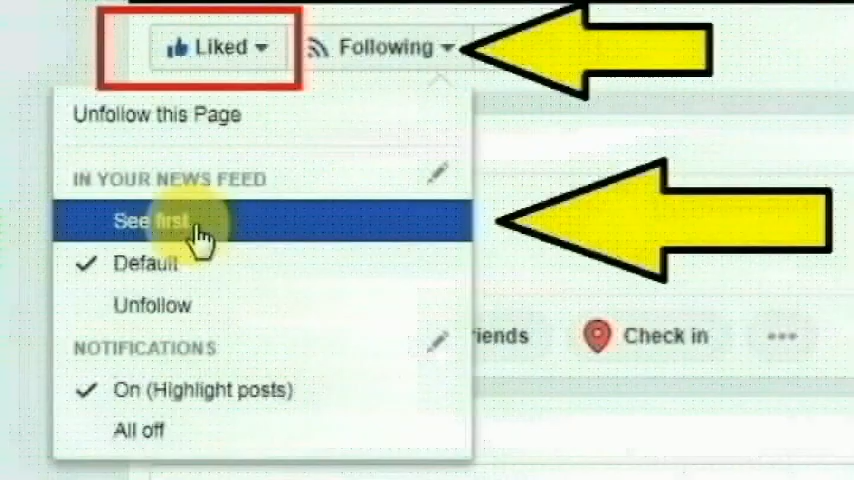 Liked Following
Unfollow this Page
IN YOUR NEWS FEED
See first
Default
Unfollow
riends Check in
NOTIFICATIONS
On (Highlight posts)
All off